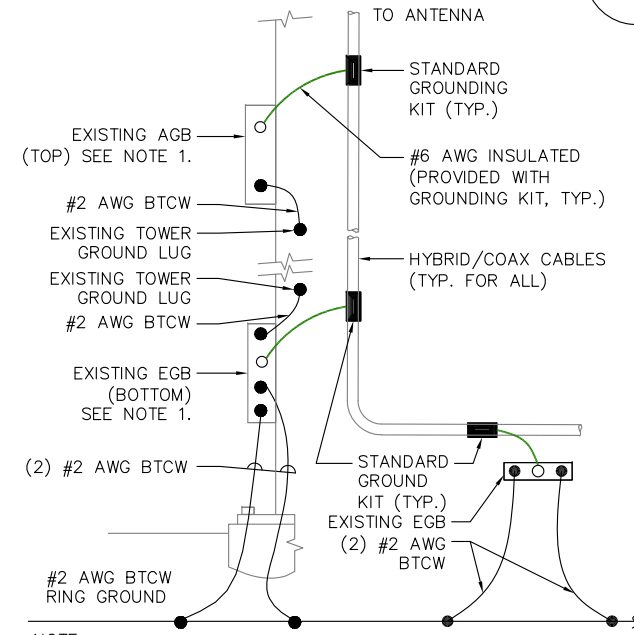 TO ANTENNA
STANDARD
GROUNDING
KIT (TYP.)
EXISTING AGB
(TOP) SEE NOTE 1.
#6 AWG INSULATED
(PROVIDED WITH
GROUNDING KIT, TYP.)
#2 AWG BTCW
EXISTING TOWER
GROUND LUG
HYBRID/COAX CABLES
(TYP. FOR ALL)
EXISTING TOWER
GROUND LUG
#2 AWG BTCW
EXISTING EGB
(BOTTOM)
SEE NOTE 1.
(2) #2 AWG BTCW
STANDARD
GROUND
KIT (TYP.)
EXISTING EGB
(2) #2 AWG
BTCW
#2 AWG BTCW
RING GROUND